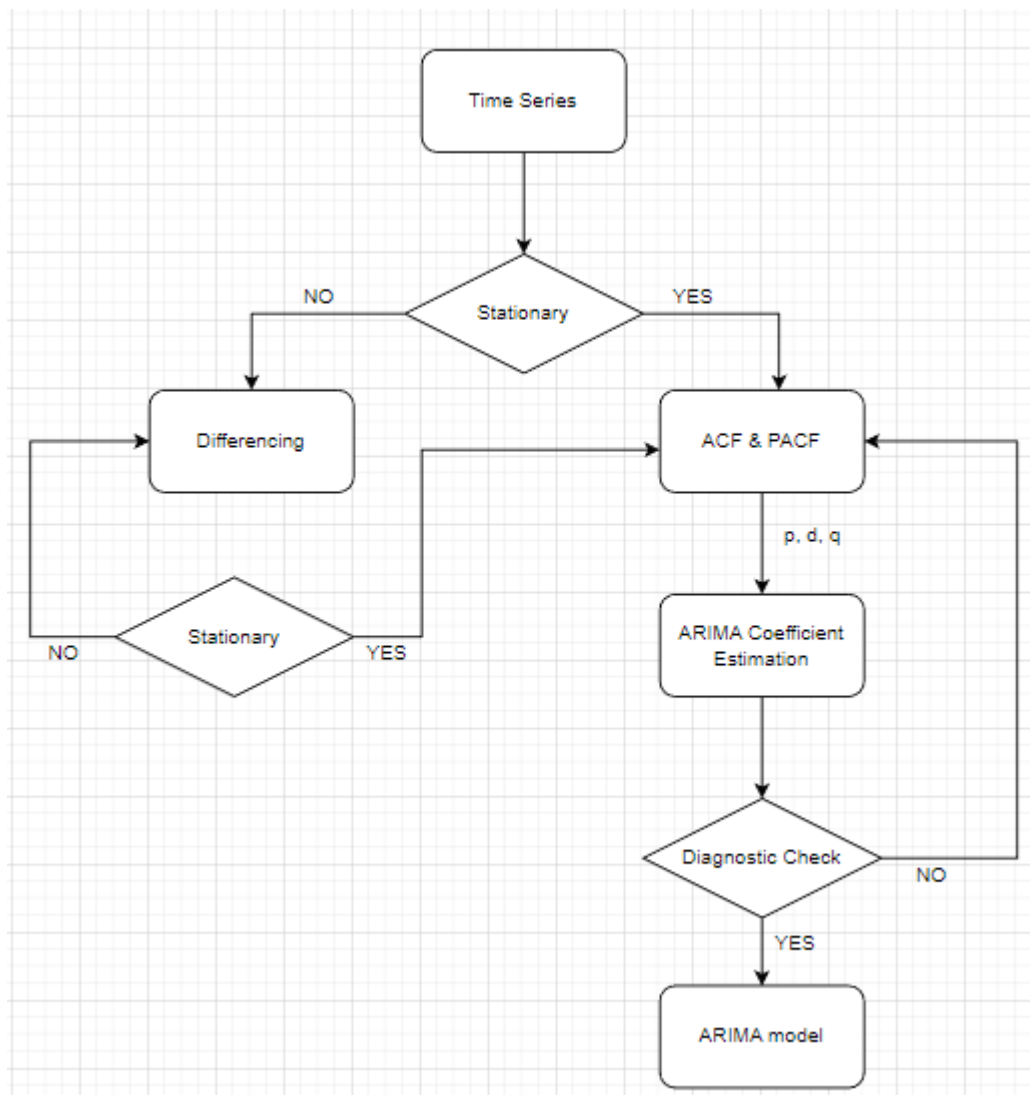 Time Series
NO
Stationary
YES
Differencing
ACF & PACF
p, d, q
Stationary
NO
YES
ARIMA Coefficient
Estimation
Diagnostic Check
NO
YES
ARIMA model